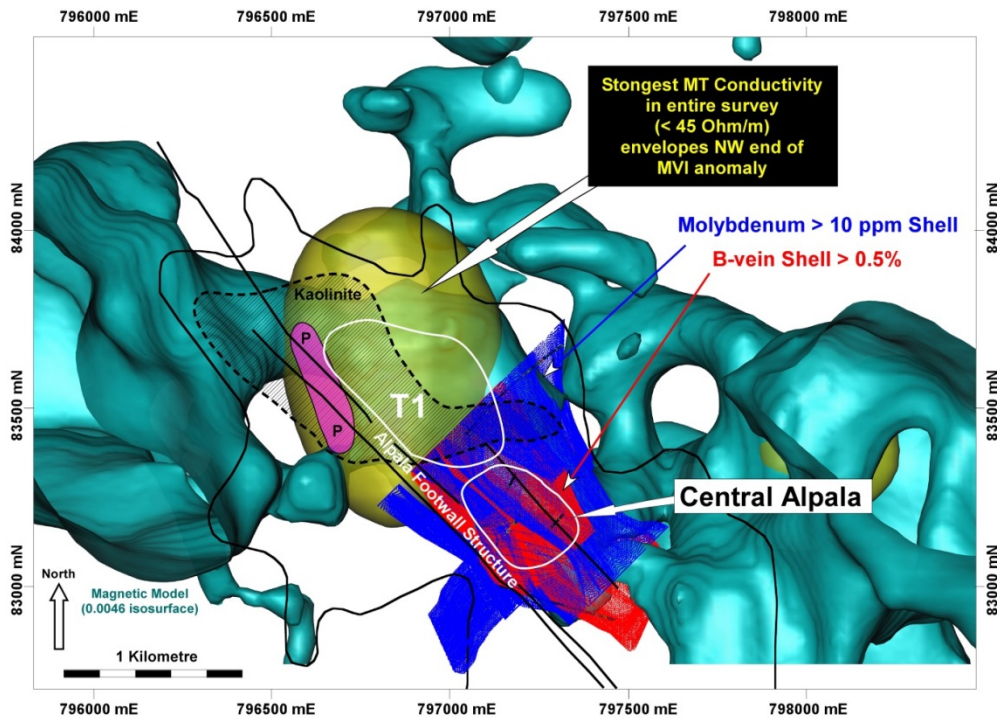 796000 mE
796500 mE
797000 mE
797500 mE
798000 mE
Stongest MT Conductivity
in entire survey
(< 45 Ohm/m)
envelopes NW end of
MVI anomaly
84000 mN
84000 mN
Molybdenum > 10 ppm Shell
B-vein Shell > 0.5%
Kaolinite
P
T1
83500 mN
83500 mN
P
Alpala Footwall Structure
Central Alpala
83000 mN
83000 mN
North
Magnetic Model
(0.0046 isosurface)
1 Kilometre
796000 mE
796500 mE
797000 mE
797500 mE
798000 mE